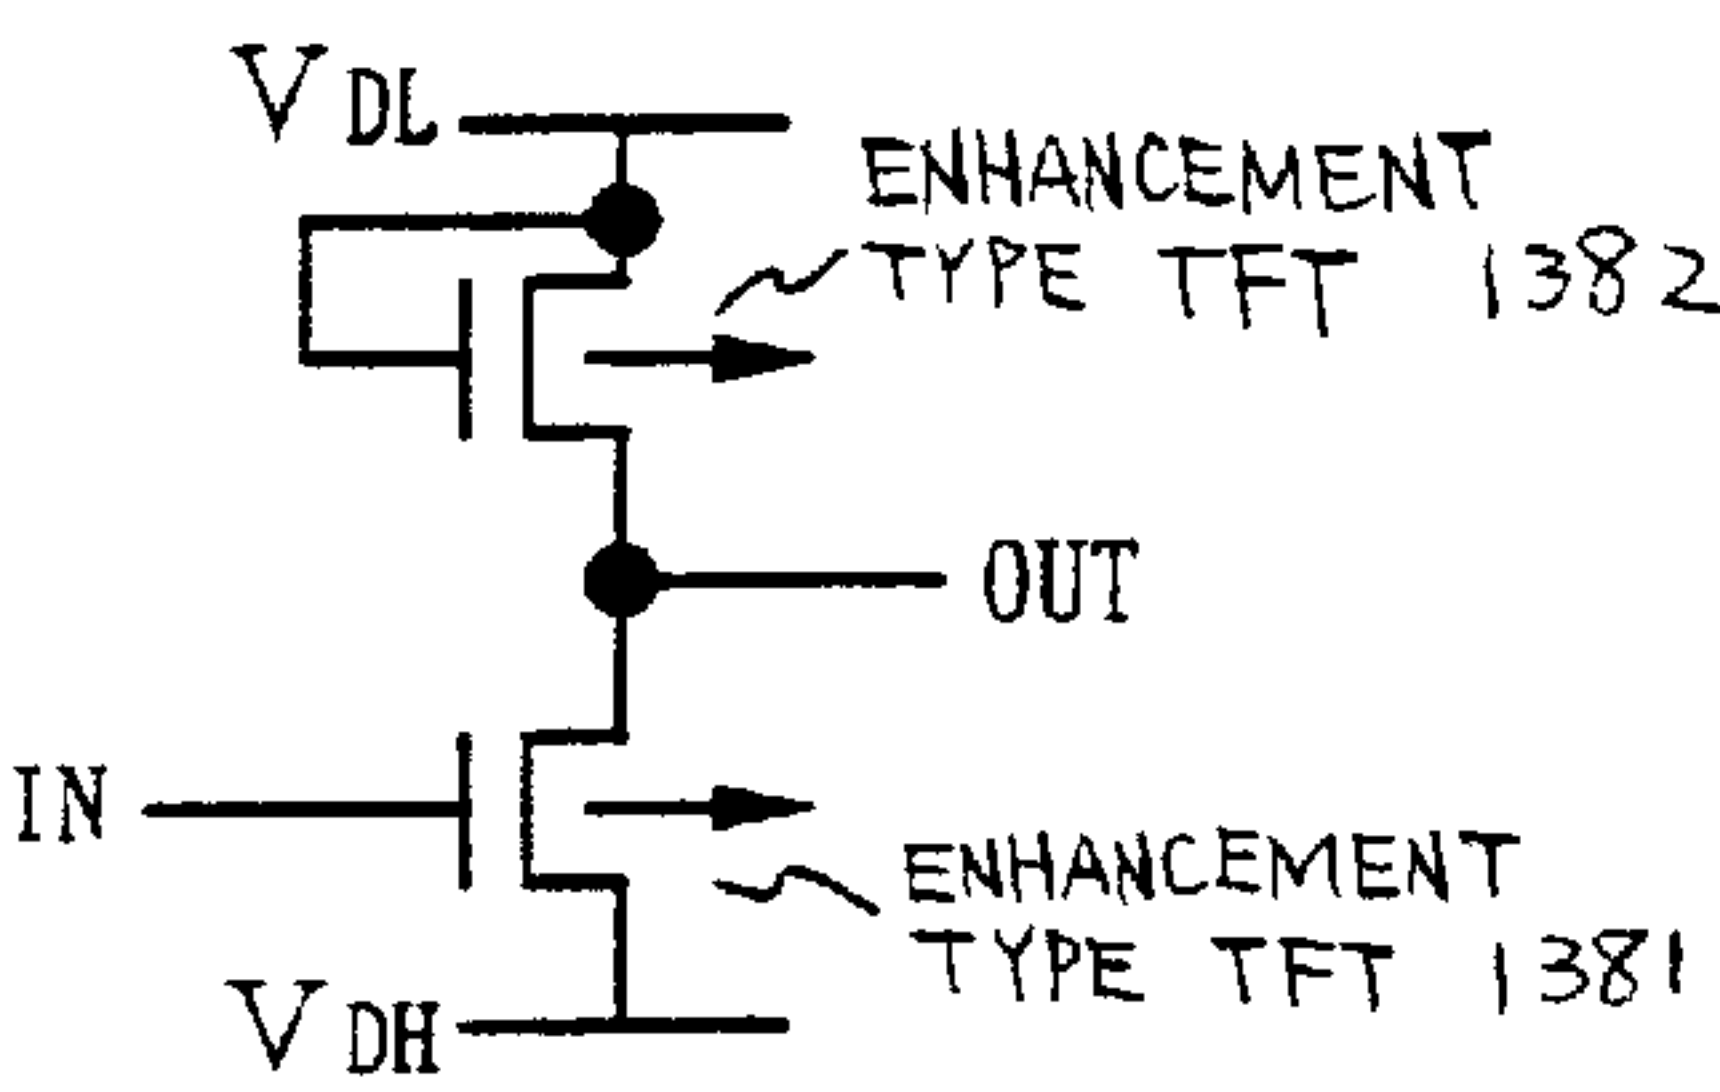 VDL
ENHANCEMENT
TYPE TFT 1382
OUT
IN
ENHANCEMENT
TYPE TFT 1381
VDH